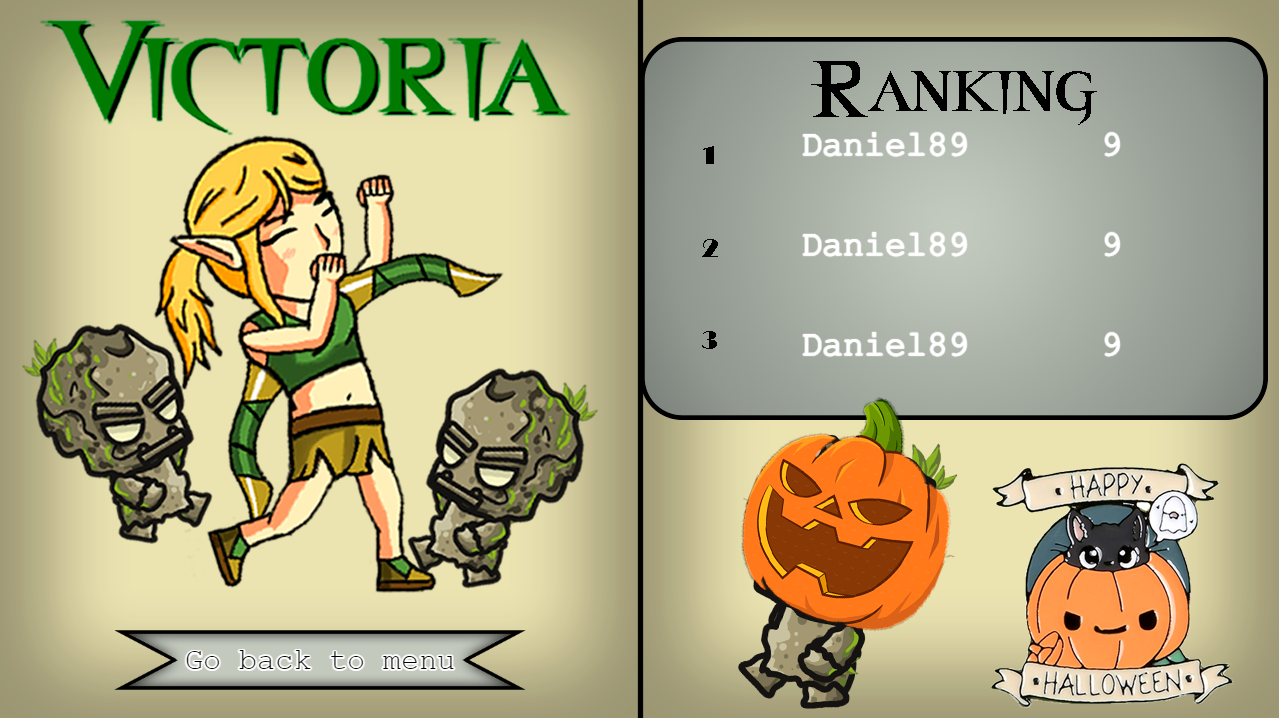 VICTORIA
Go back to menu
RANKING
1 Daniel89 9
2 Daniel89 9
3 Daniel89 9
HAPPY
HALLOWEEN